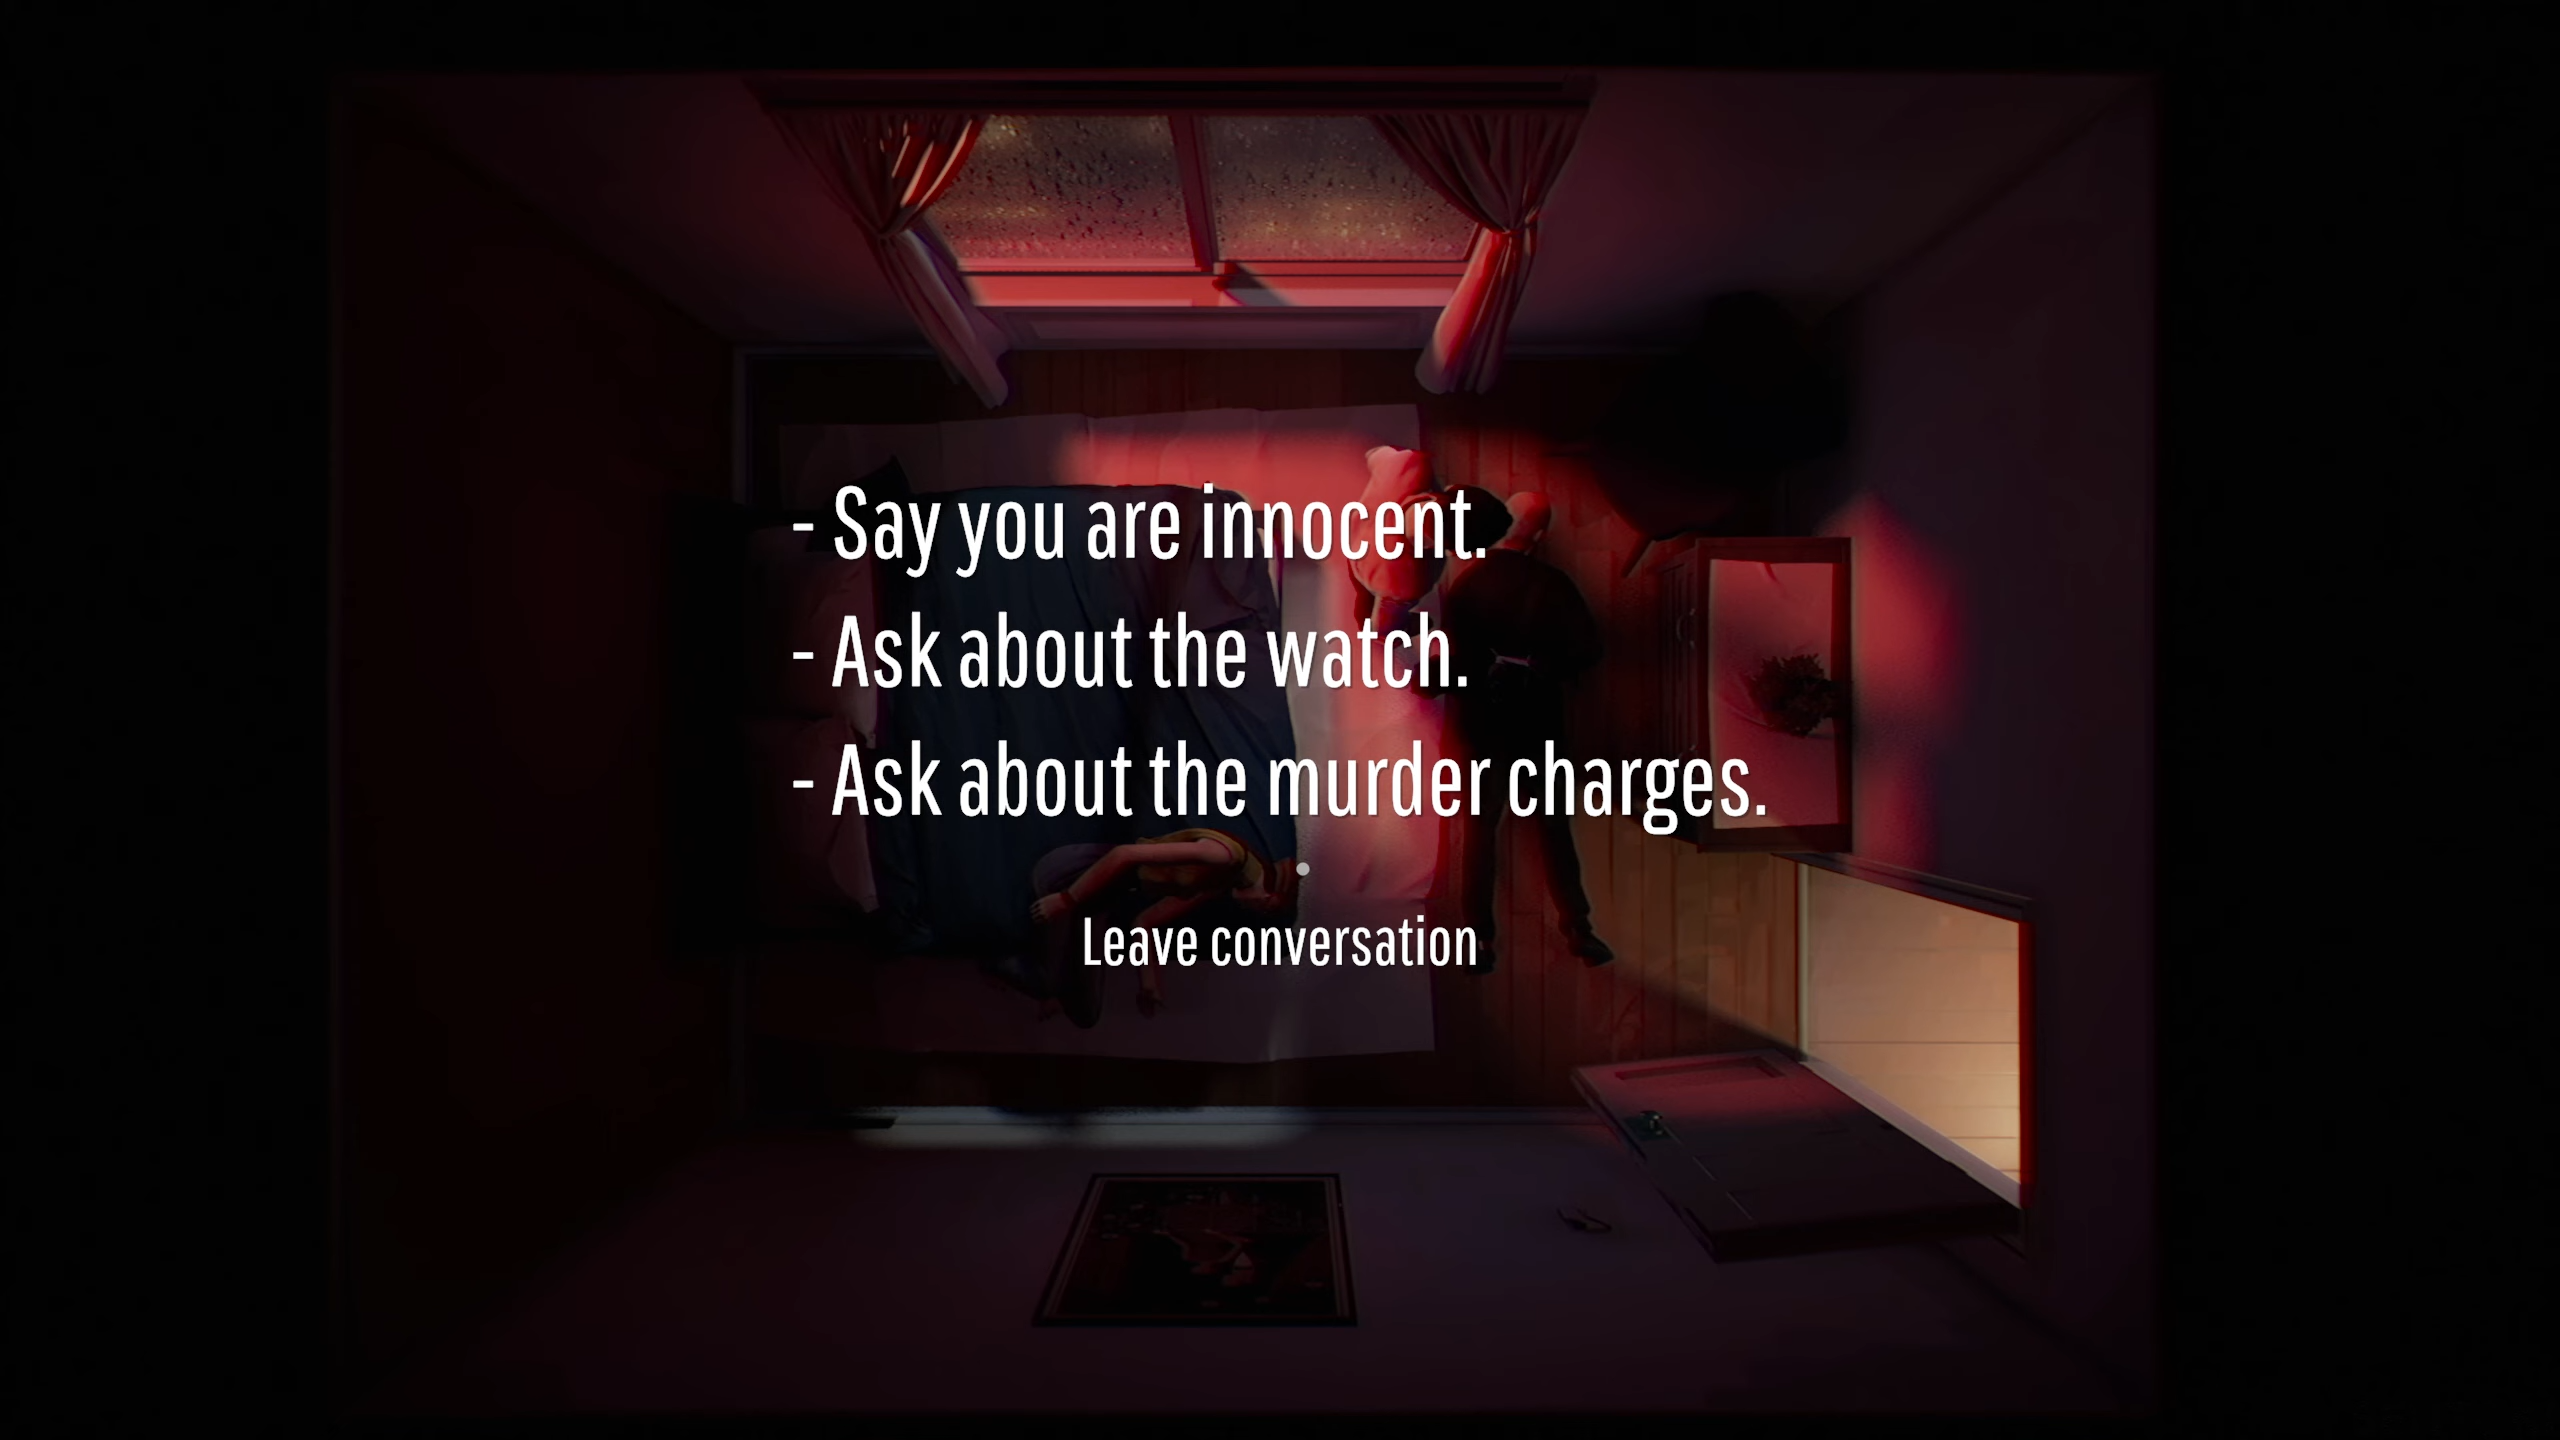 - Say you are innocent.
- Ask about the watch.
- Ask about the murder charges.
Leave conversation